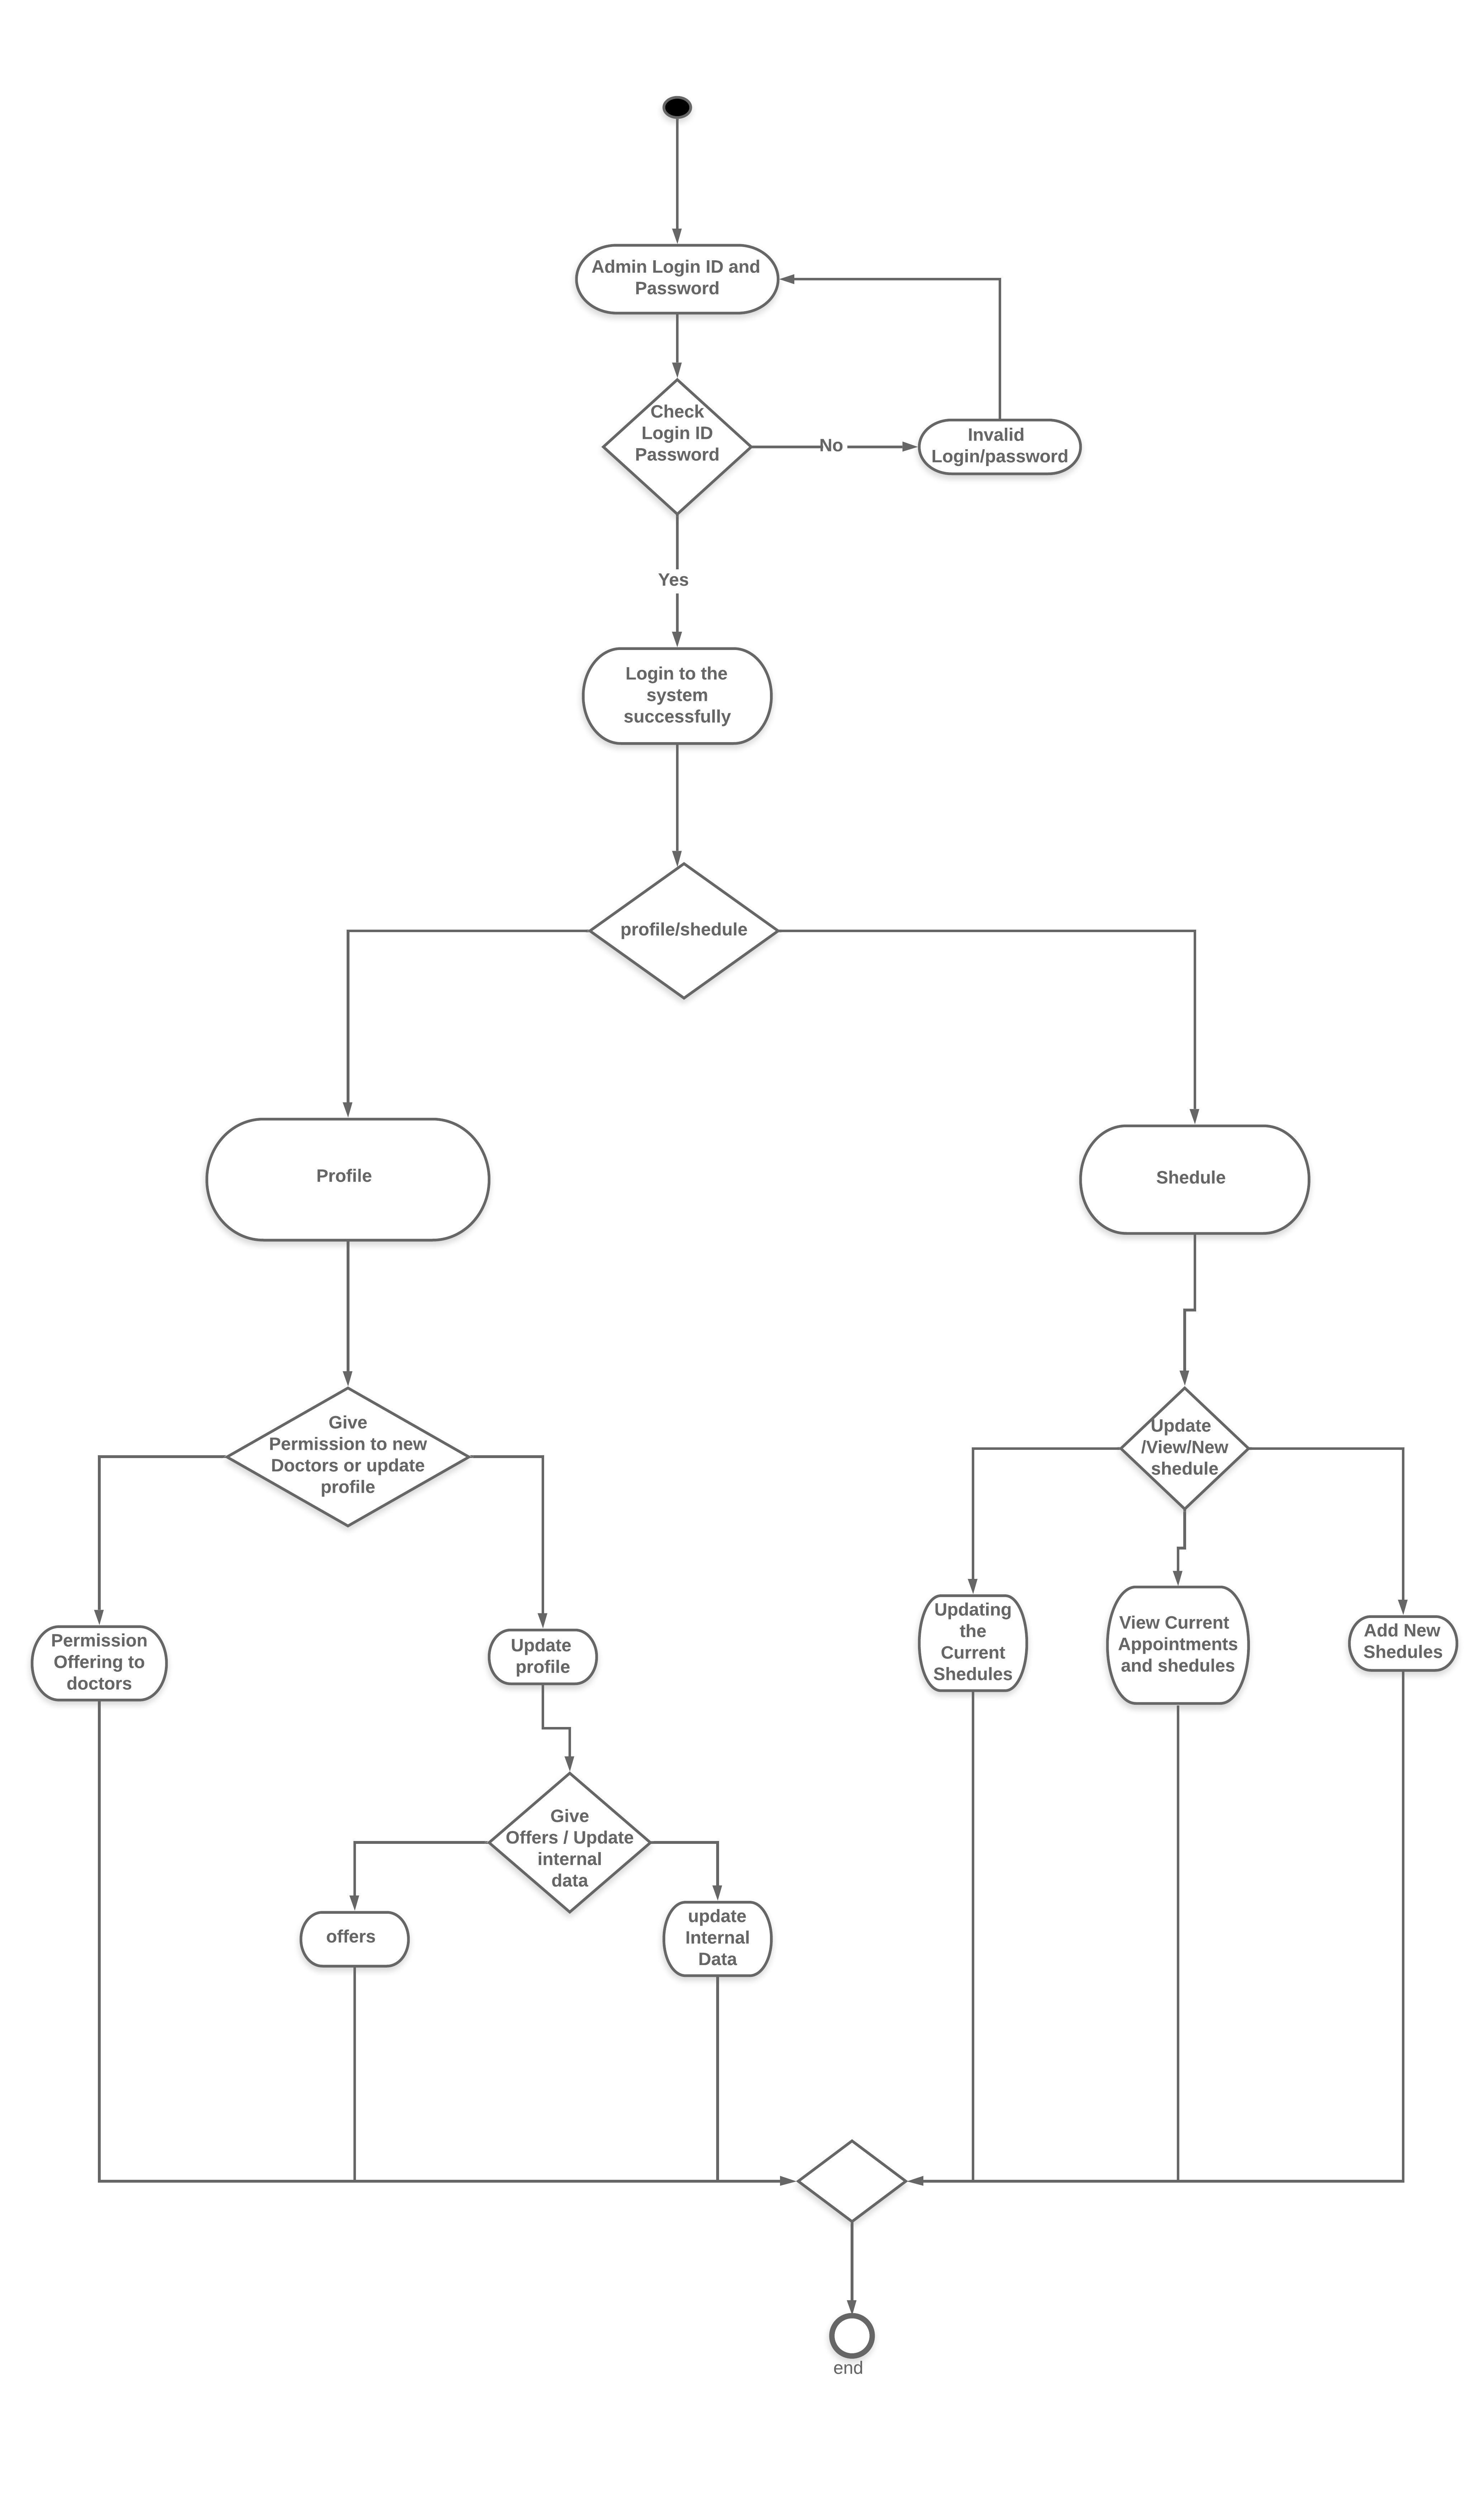 Admin Login ID and
Password
Check
Login ID
Password
No
Invalid
Login/password
Yes
Login to the
system
successfully
profile/shedule
Profile
Shedule
Give
Permission to new
Doctors or update
profile
Update
/View/New
shedule
Permission
Offering to
doctors
Update
profile
Updating
the
Current
Shedules
View Current
Appointments
and shedules
Add New
Shedules
Give
Offers / Update
internal
data
offers
update
Internal
Data
end